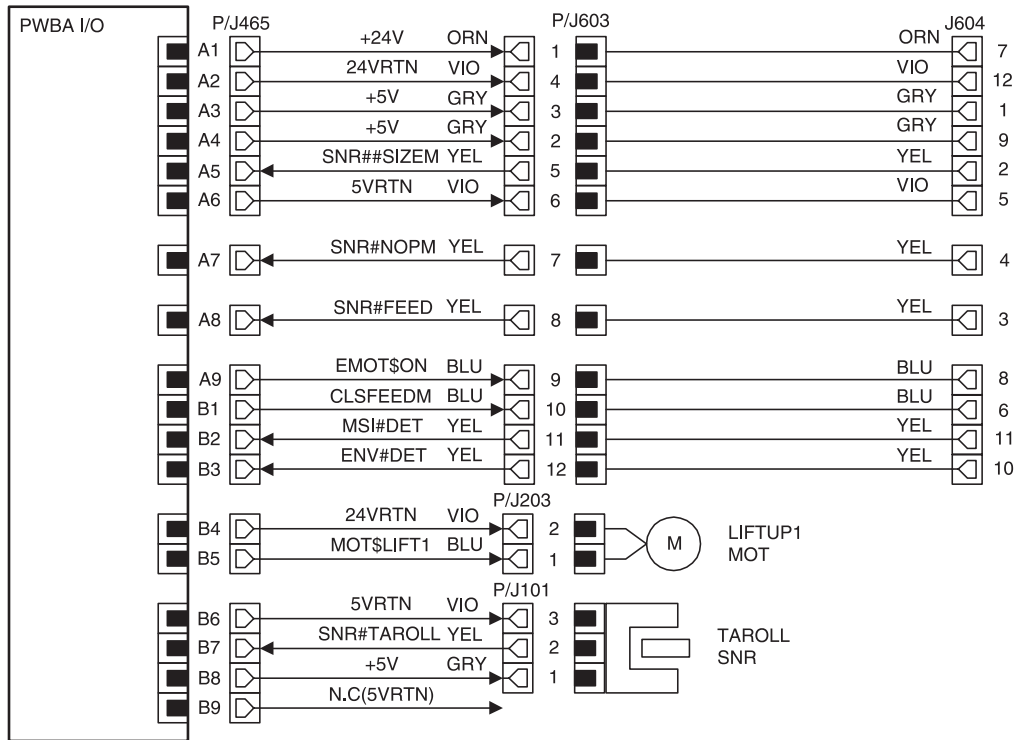 PWBA I/O P/J465 P/J603 J604
A1 +24V ORN 1 ORN 7
A2 24VRTN VIO 4 VIO 12
A3 +5V GRY 3 GRY 1
A4 +5V GRY 2 GRY 9
A5 SNR##SIZEM YEL 5 YEL 2
A6 5VRTN VIO 6 VIO 5
A7 SNR#NOPM YEL 7 YEL 4
A8 SNR#FEED YEL 8 YEL 3
A9 EMOT$ON BLU 9 BLU 8
B1 CLSFEEDM BLU 10 BLU 6
B2 MSI#DET YEL 11 YEL 11
B3 ENV#DET YEL 12 YEL 10
P/J203
B4 24VRTN VIO 2
B5 MOT$LIFT1 BLU 1
M
LIFTUP1
MOT
P/J101
B6 5VRTN VIO 3
B7 SNR#TAROLL YEL 2
B8 +5V GRY 1
TAROLL
SNR
B9 N.C(5VRTN)